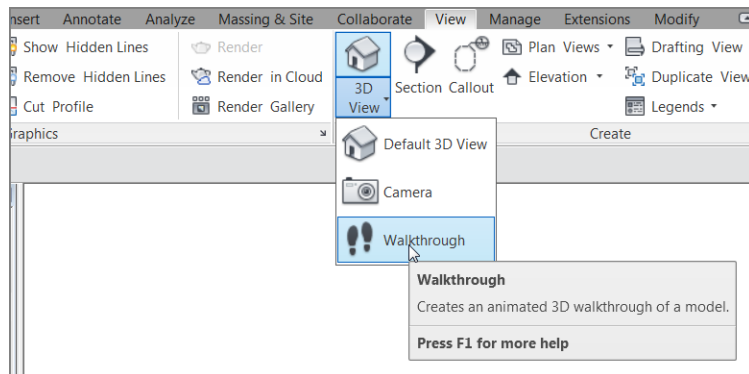 nsert Annotate Analyze Massing & Site Collaborate View Manage Extensions Modify
Show Hidden Lines Render 3D View Section Callout Plan Views Drafting View
Remove Hidden Lines Render in Cloud Elevation Duplicate View
Cut Profile Render Gallery Legends
Graphics Create
Default 3D View
Camera
Walkthrough
Walkthrough
Creates an animated 3D walkthrough of a model.
Press F1 for more help